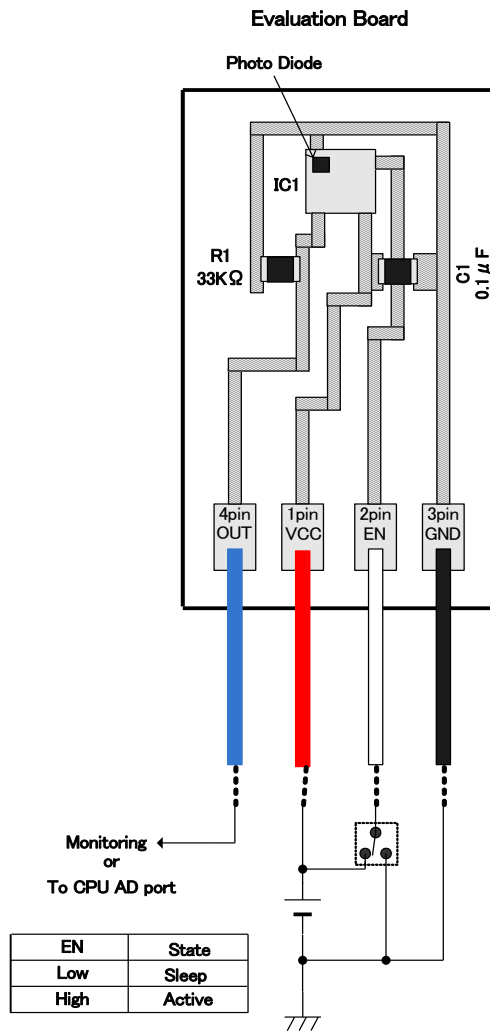 Evaluation Board
Photo Diode
IC1
R1
33KΩ
C1
0.1μF
4pin
OUT
1pin
VCC
2pin
EN
3pin
GND
Monitoring
or
To CPU AD port
EN State
Low Sleep
High Active